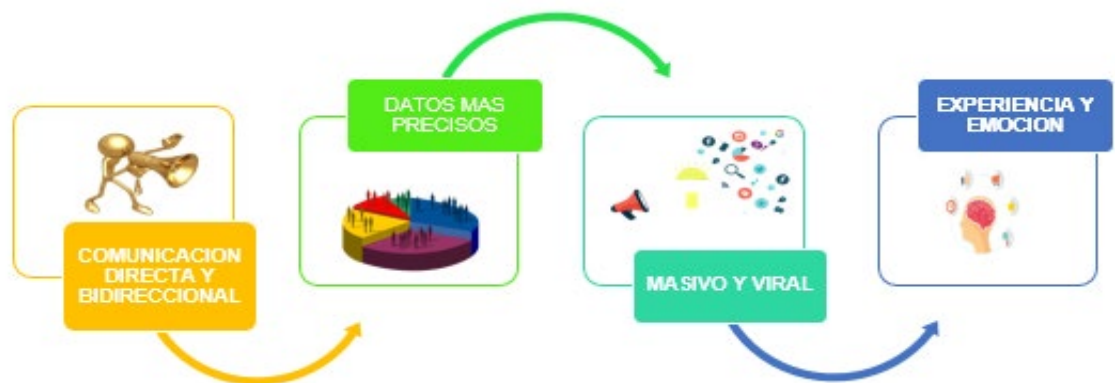 COMUNICACION
DIRECTA Y
BIDIRECCIONAL
DATOS MAS
PRECISOS
MASIVO Y VIRAL
EXPERIENCIA Y
EMOCION